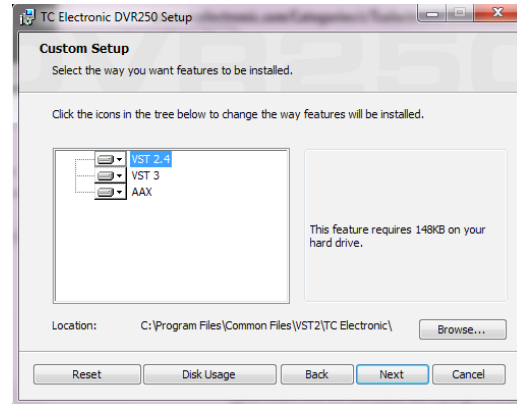 TC Electronic DVR250 Setup
Custom Setup
Select the way you want features to be installed.
Click the icons in the tree below to change the way features will be installed.
VST 2.4
VST 3
AAX
This feature requires 148KB on your
hard drive.
Location: C:\Program Files\Common Files\VST2\TC Electronic\
Browse...
Reset Disk Usage Back Next Cancel